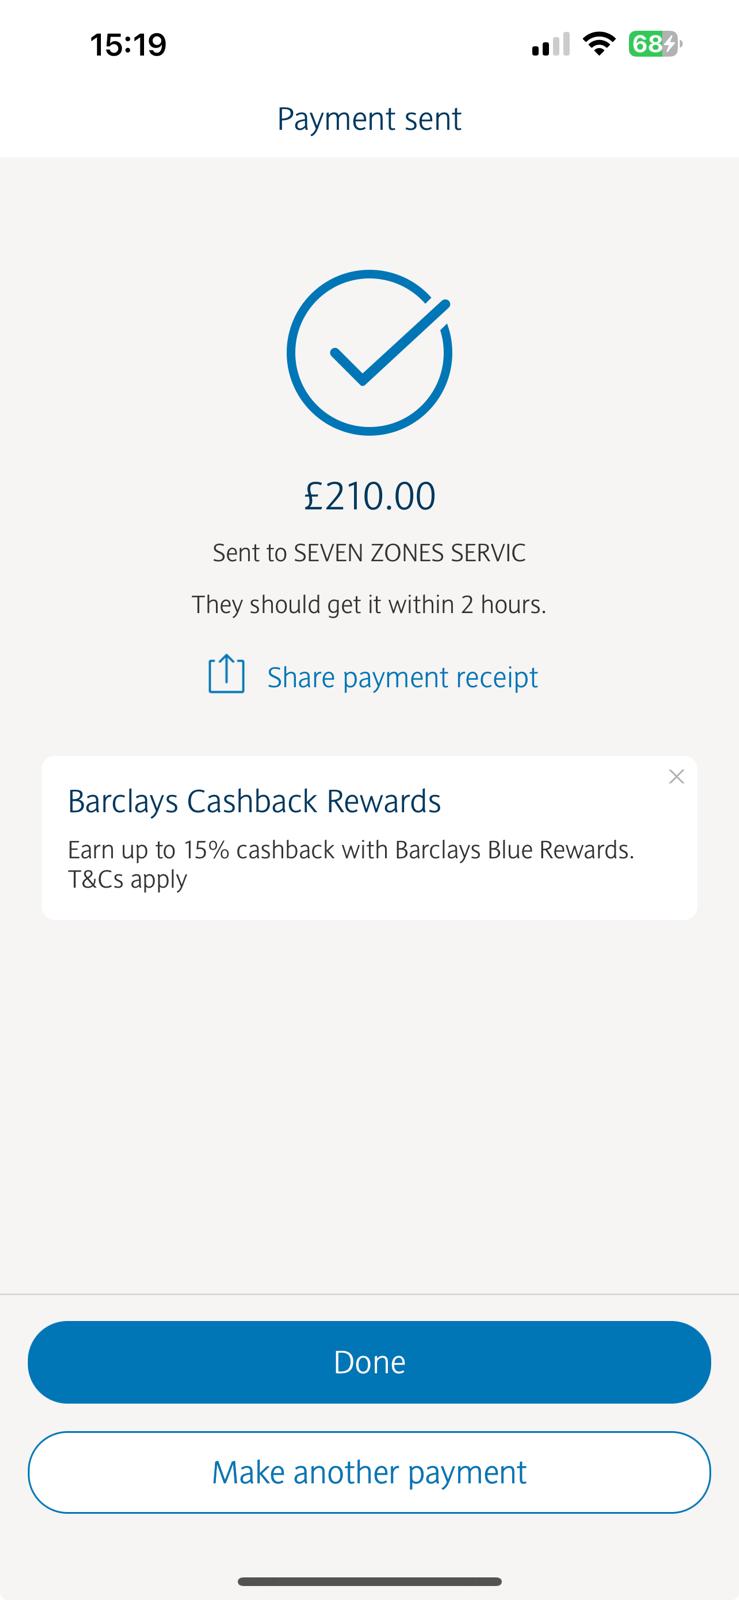 15:19
68
Payment sent
£210.00
Sent to SEVEN ZONES SERVIC
They should get it within 2 hours.
Share payment receipt
Barclays Cashback Rewards
Earn up to 15% cashback with Barclays Blue Rewards.
T&Cs apply
Done
Make another payment